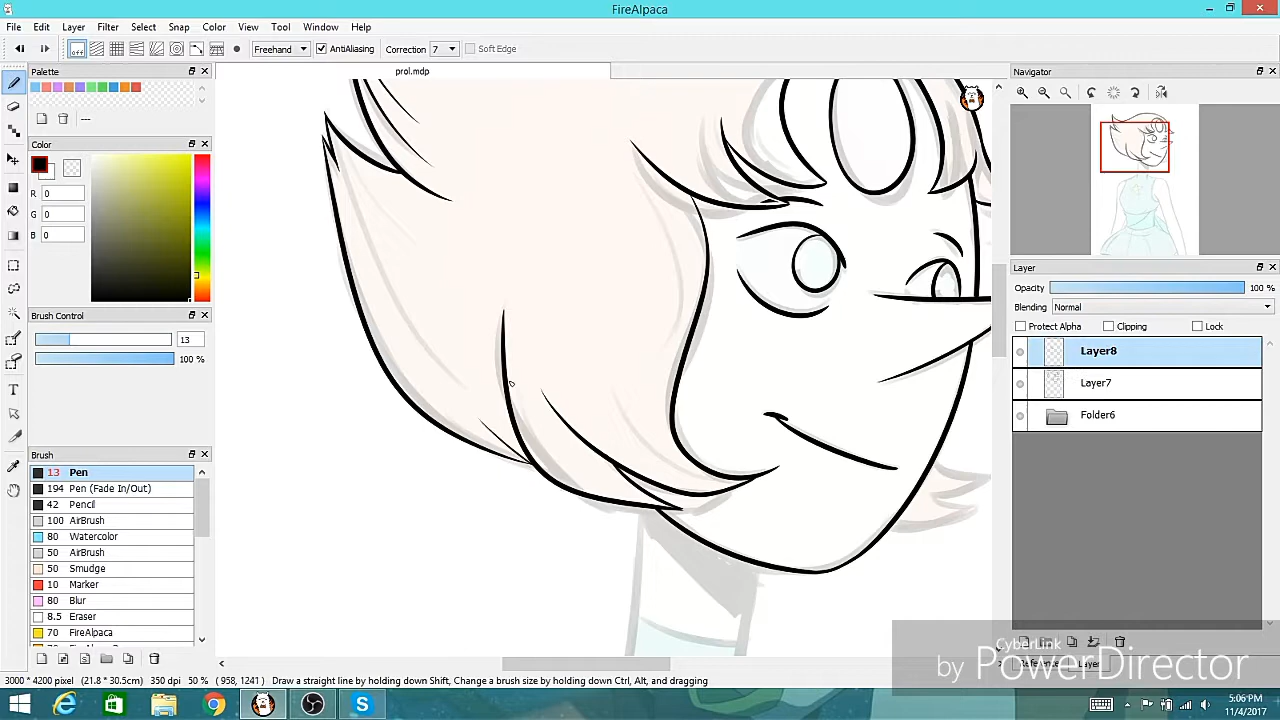 FireAlpaca
File Edit Layer Filter Select Snap Color View Tool Window Help
off Freehand AntiAliasing Correction 7 Soft Edge
Palette
prol.mdp
Navigator
---
Color
R 0
G 0
B 0
Layer
Opacity 100 %
Blending Normal
Brush Control
Protect Alpha Clipping Lock
13
Layer8
100 %
Layer7
Folder6
Brush
13 Pen
194 Pen (Fade In/Out)
42 Pencil
100 AirBrush
80 Watercolor
50 AirBrush
50 Smudge
10 Marker
80 Blur
8.5 Eraser
70 FireAlpaca
CyberLink
by PowerDirector
Reference Layer
3000 * 4200 pixel (21.8 * 30.5cm) 350 dpi 50 % ( 958, 1241 ) Draw a straight line by holding down Shift, Change a brush size by holding down Ctrl, Alt, and dragging
5:06 PM
11/4/2017